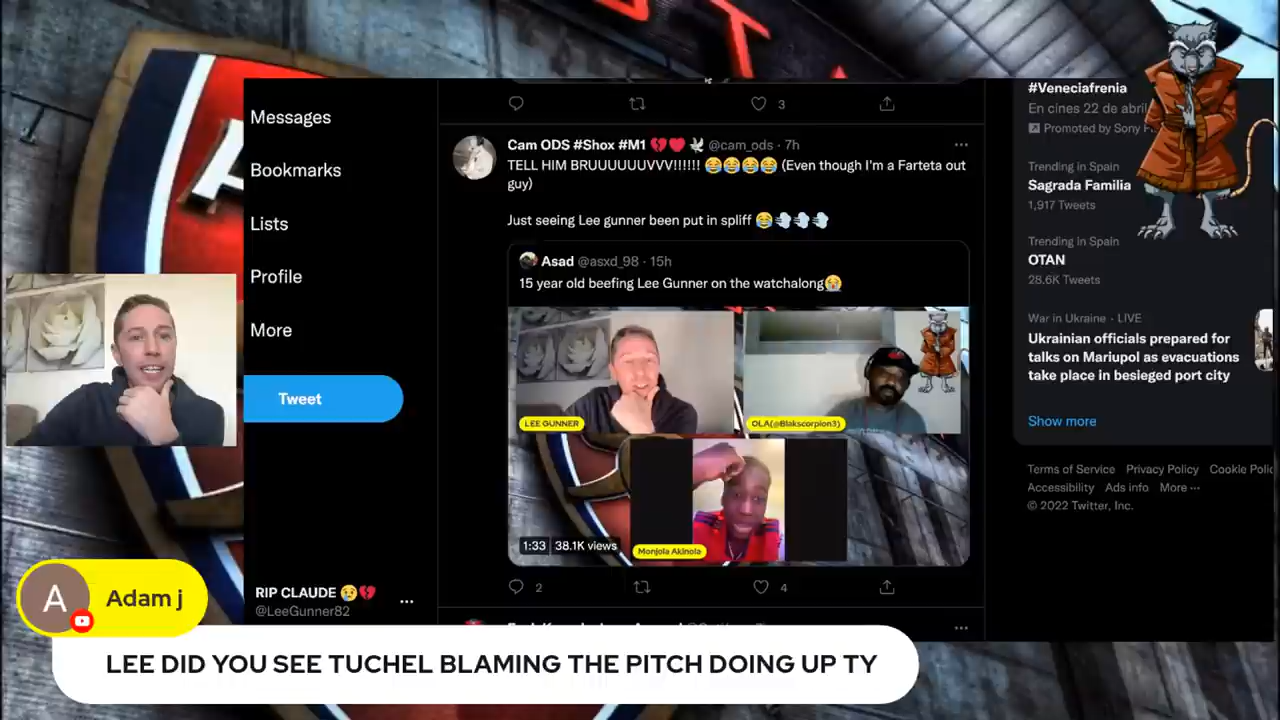 Messages
Bookmarks
Lists
Profile
More
Tweet
RIP CLAUDE 😢💔
@LeeGunner82
3
Cam ODS #Shox #M1 💔❤️🕊 @cam_ods · 7h
TELL HIM BRUUUUUUVVV!!!!!! 😂😂😂😂 (Even though I'm a Farteta out
guy)
Just seeing Lee gunner been put in spliff 😂💨💨💨
Asad @asxd_98 · 15h
15 year old beefing Lee Gunner on the watchalong😭
LEE GUNNER
OLA(@Blakscorpion3)
Monjola Akinola
1:33 38.1K views
2
4
#Veneciafrenia
En cines 22 de abril
Promoted by Sony
Trending in Spain
Sagrada Familia
1,917 Tweets
Trending in Spain
OTAN
28.6K Tweets
War in Ukraine · LIVE
Ukrainian officials prepared for
talks on Mariupol as evacuations
take place in besieged port city
Show more
Terms of Service Privacy Policy Cookie
Accessibility Ads info More ···
© 2022 Twitter, Inc.
A Adam j
LEE DID YOU SEE TUCHEL BLAMING THE PITCH DOING UP TY